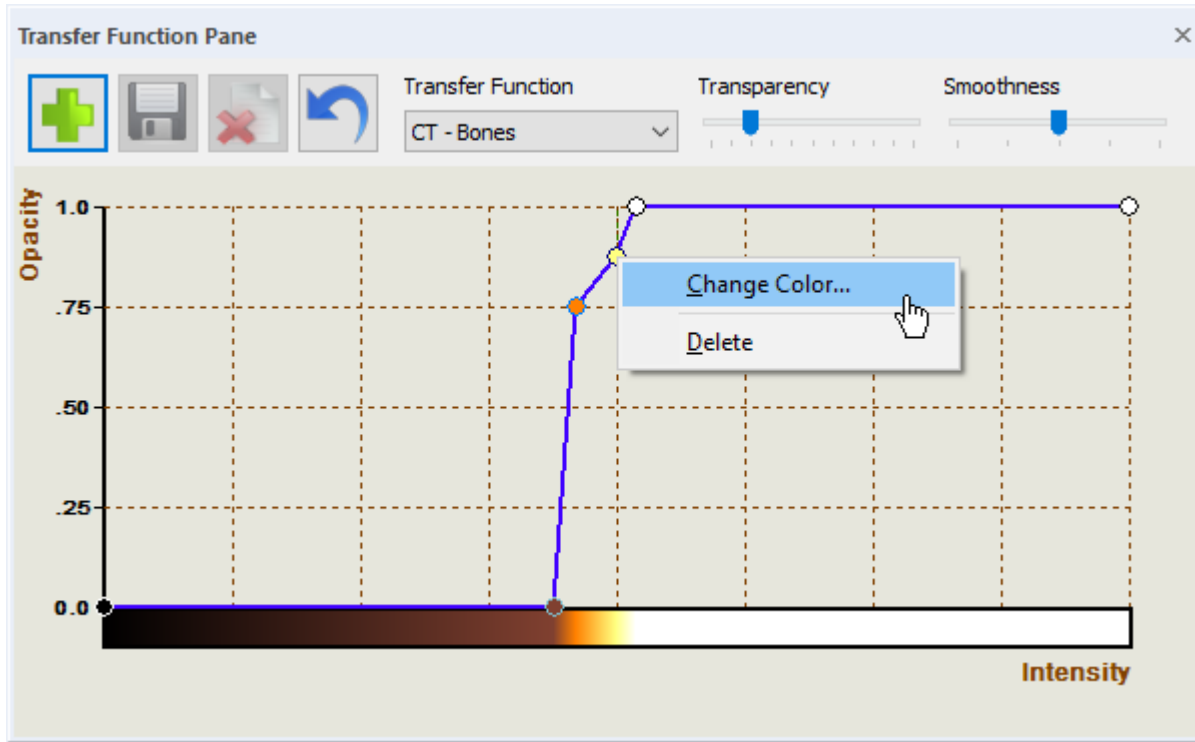 Transfer Function Pane
Transfer Function
Transparency
Smoothness
CT - Bones
Opacity
1.0
.75
.50
.25
0.0
Change Color...
Delete
Intensity